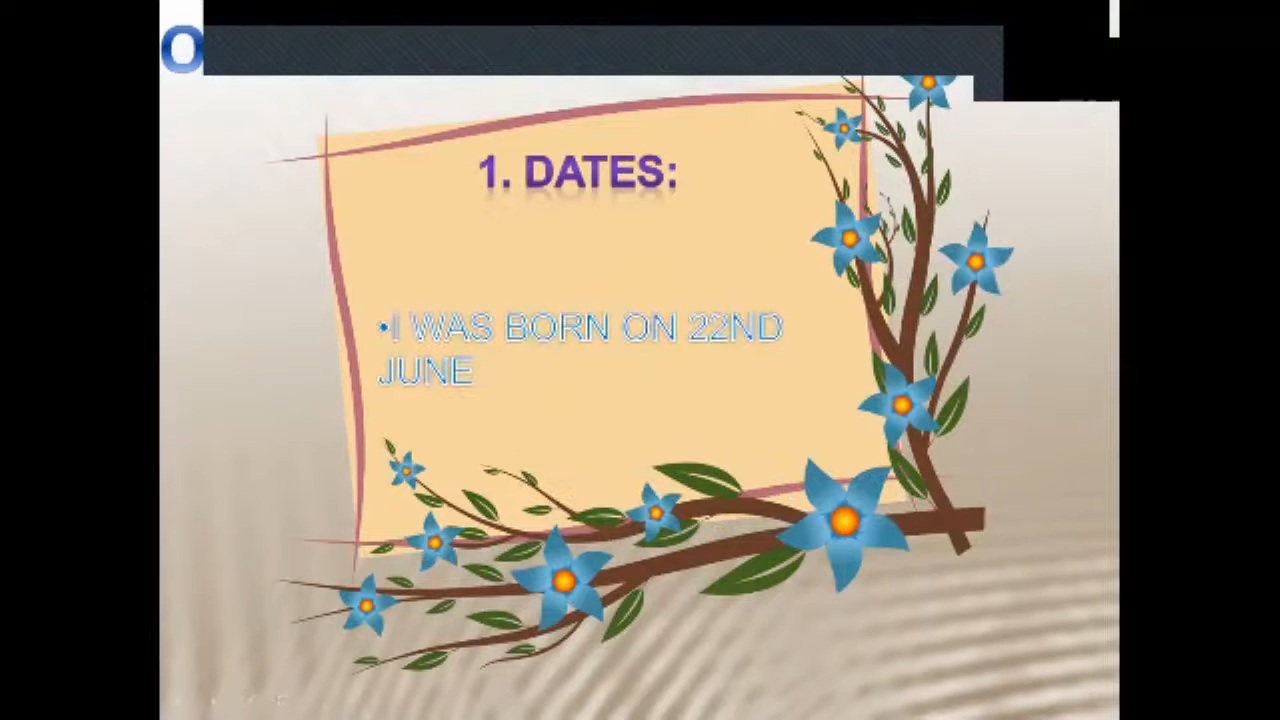 O
1. DATES:
•I WAS BORN ON 22ND
JUNE